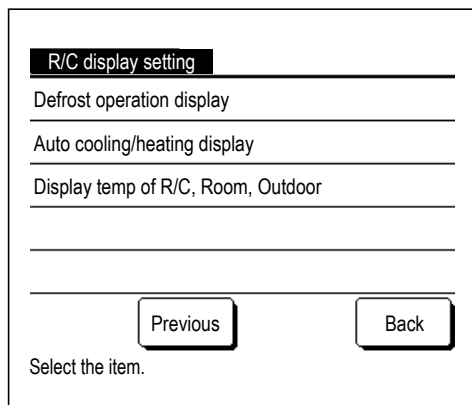 R/C display setting
Defrost operation display
Auto cooling/heating display
Display temp of R/C, Room, Outdoor
Previous Back
Select the item.